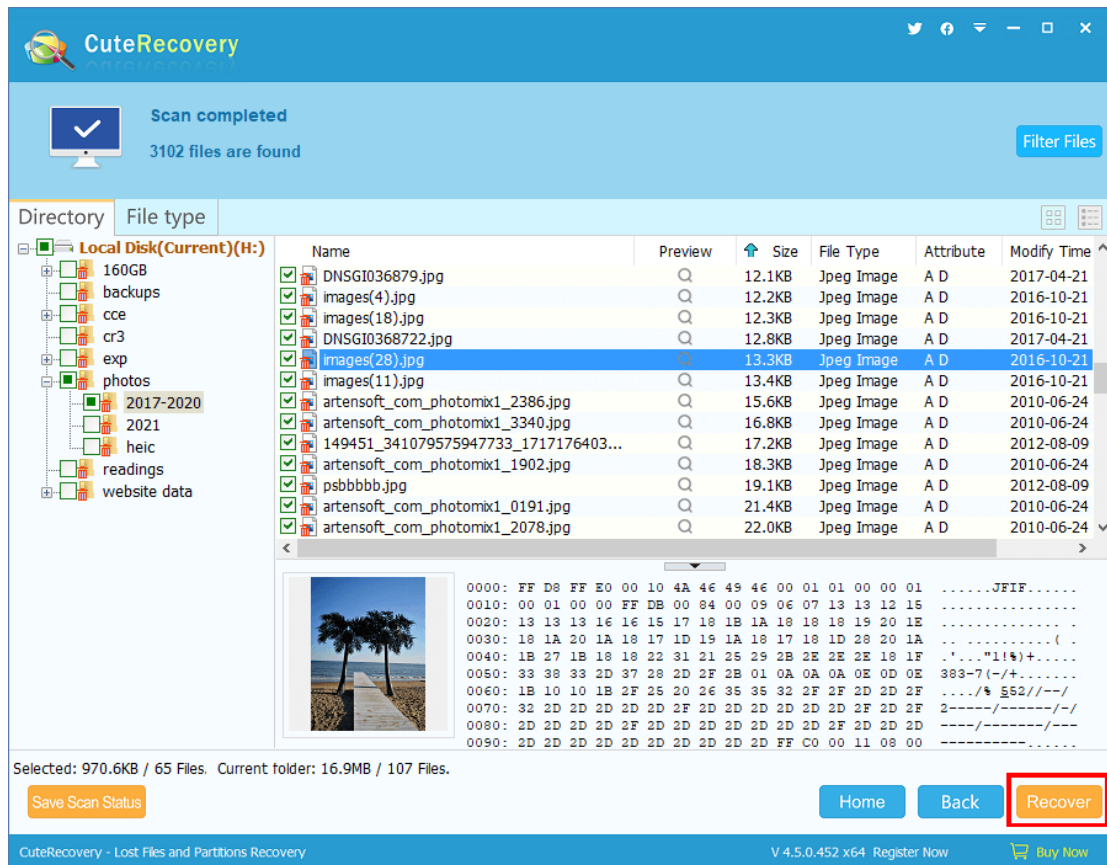 CuteRecovery
Scan completed
3102 files are found
Filter Files
Directory File type
Local Disk(Current)(H:)
160GB
backups
cce
cr3
exp
photos
2017-2020
2021
heic
readings
website data
Name Preview Size File Type Attribute Modify Time
DNSGI036879.jpg 12.1KB Jpeg Image A D 2017-04-21
images(4).jpg 12.2KB Jpeg Image A D 2016-10-21
images(18).jpg 12.3KB Jpeg Image A D 2016-10-21
DNSGI0368722.jpg 12.8KB Jpeg Image A D 2017-04-21
images(28).jpg 13.3KB Jpeg Image A D 2016-10-21
images(11).jpg 13.4KB Jpeg Image A D 2016-10-21
artensoft_com_photomix1_2386.jpg 15.6KB Jpeg Image A D 2010-06-24
artensoft_com_photomix1_3340.jpg 16.8KB Jpeg Image A D 2010-06-24
149451_341079575947733_1717176403... 17.2KB Jpeg Image A D 2012-08-09
artensoft_com_photomix1_1902.jpg 18.3KB Jpeg Image A D 2010-06-24
psbbbbb.jpg 19.1KB Jpeg Image A D 2012-08-09
artensoft_com_photomix1_0191.jpg 21.4KB Jpeg Image A D 2010-06-24
artensoft_com_photomix1_2078.jpg 22.0KB Jpeg Image A D 2010-06-24
0000: FF D8 FF E0 00 10 4A 46 49 46 00 01 01 00 00 01 ......JFIF......
0010: 00 01 00 00 FF DB 00 84 00 09 06 07 13 13 12 15 ................
0020: 13 13 13 16 16 15 17 18 1B 1A 18 18 18 19 20 1E .............. .
0030: 18 1A 20 1A 18 17 1D 19 1A 18 17 18 1D 28 20 1A .. ..........( .
0040: 1B 27 1B 18 18 22 31 21 25 29 2B 2E 2E 2E 18 1F .'..."1!%)+.....
0050: 33 38 33 2D 37 28 2D 2F 2B 01 0A 0A 0A 0E 0D 0E 383-7(-/+.......
0060: 1B 10 10 1B 2F 25 20 26 35 35 32 2F 2F 2D 2D 2F ..../% &552//--/
0070: 32 2D 2D 2D 2D 2D 2F 2D 2D 2D 2D 2D 2D 2F 2D 2F 2-----/------/-/
0080: 2D 2D 2D 2D 2F 2D 2D 2D 2D 2D 2D 2D 2F 2D 2D 2D ----/-------/---
0090: 2D 2D 2D 2D 2D 2D 2D 2D 2D 2D FF C0 00 11 08 00 ----------......
Selected: 970.6KB / 65 Files. Current folder: 16.9MB / 107 Files.
Save Scan Status Home Back Recover
CuteRecovery - Lost Files and Partitions Recovery V 4.5.0.452 x64 Register Now Buy Now